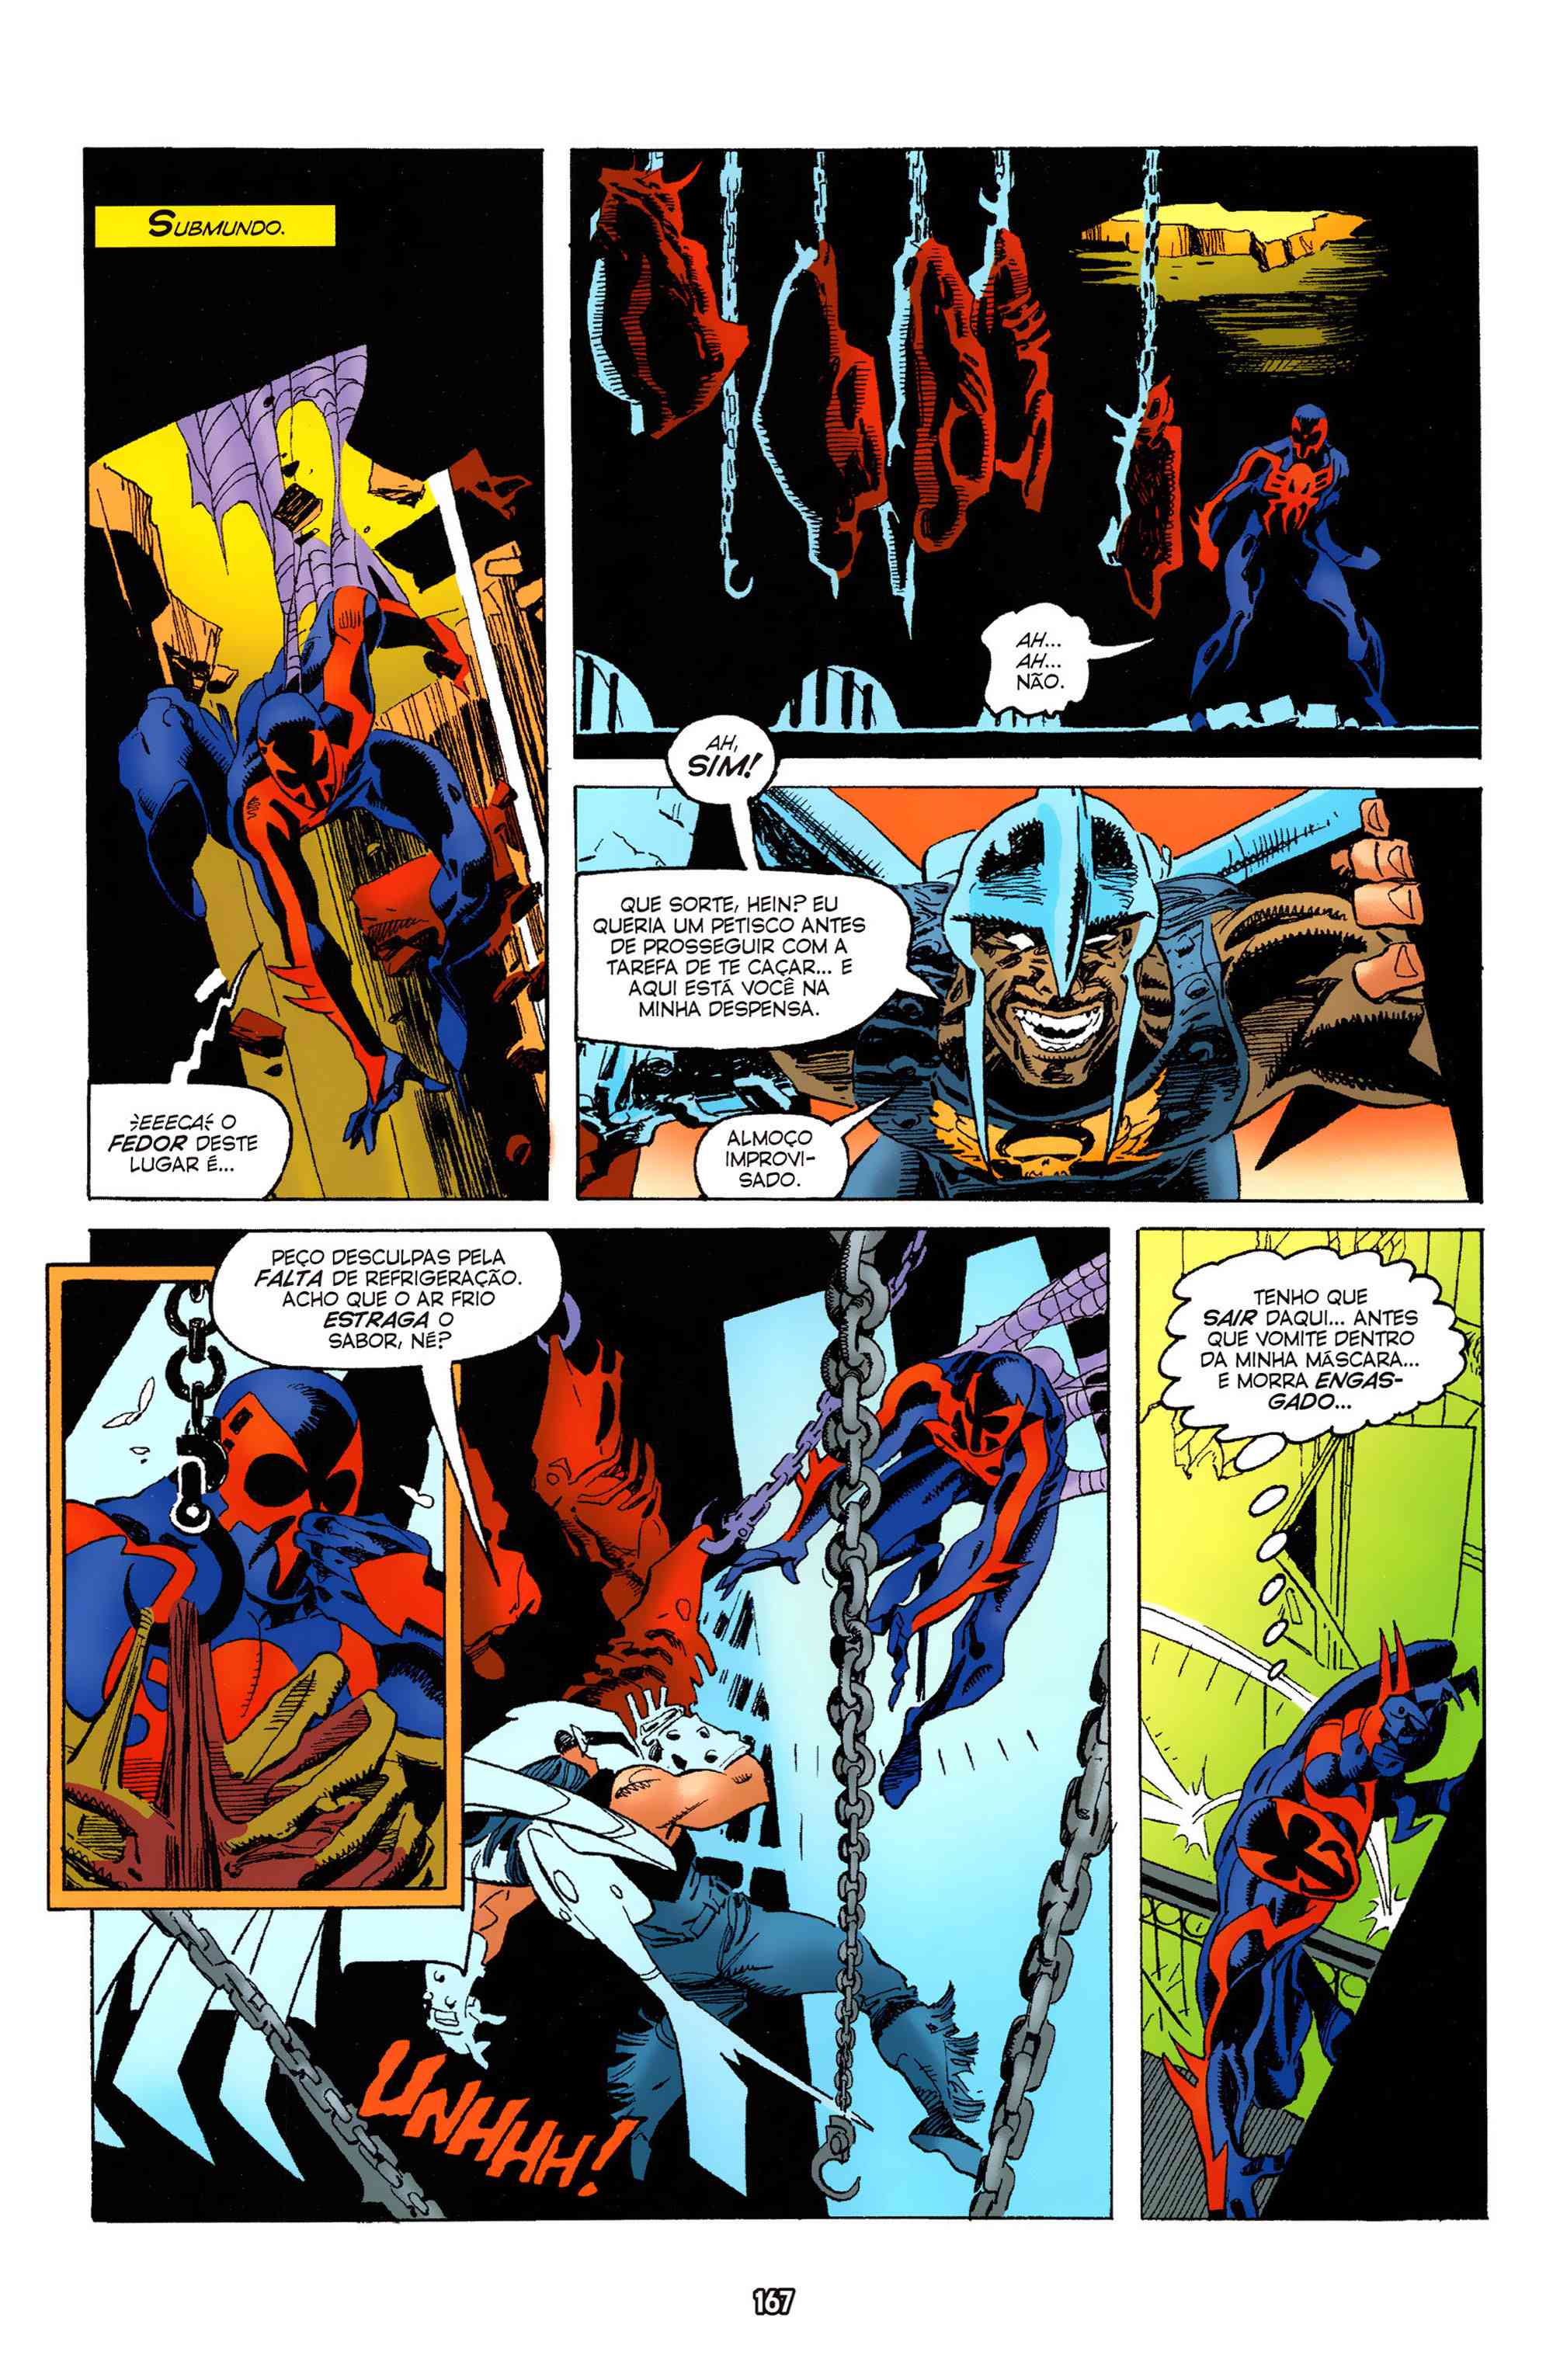 SUBMUNDO.
EEECA! O
FEDOR DESTE
LUGAR É...
AH...
AH...
NÃO.
AH,
SIM!
QUE SORTE, HEIN? EU
QUERIA UM PETISCO ANTES
DE PROSSEGUIR COM A
TAREFA DE TE CAÇAR... E
AQUI ESTÁ VOCÊ NA
MINHA DESPENSA.
ALMOÇO
IMPROVI-
SADO.
PEÇO DESCULPAS PELA
FALTA DE REFRIGERAÇÃO.
ACHO QUE O AR FRIO
ESTRAGA O
SABOR, NÉ?
UNHHH!
TENHO QUE
SAIR DAQUI... ANTES
QUE VOMITE DENTRO
DA MINHA MÁSCARA...
E MORRA ENGAS-
GADO...
167